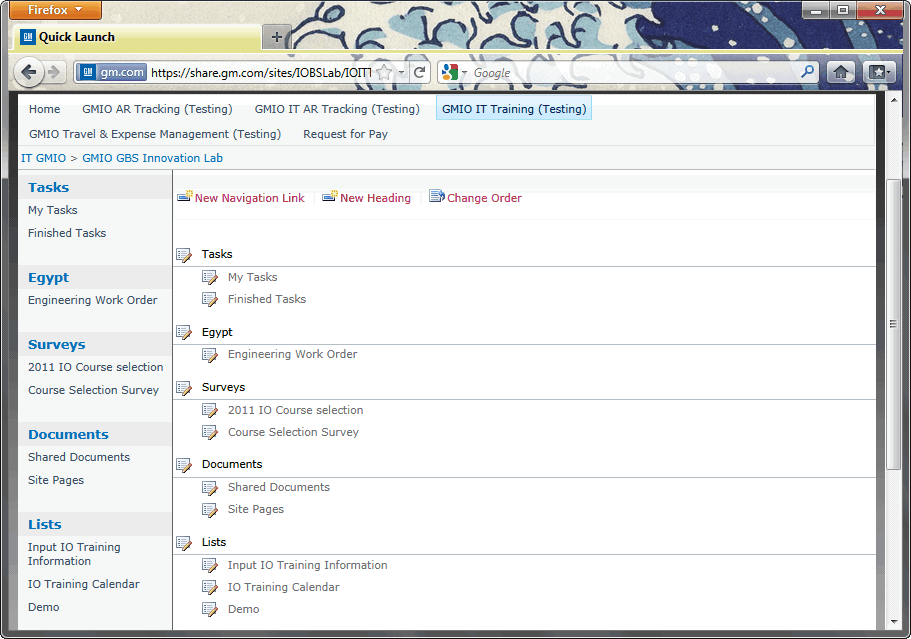 Firefox
Quick Launch
gm.com https://share.gm.com/sites/IOBSLab/IOIT
Google
Home GMIO AR Tracking (Testing) GMIO IT AR Tracking (Testing) GMIO IT Training (Testing)
GMIO Travel & Expense Management (Testing) Request for Pay
IT GMIO > GMIO GBS Innovation Lab
Tasks
My Tasks
Finished Tasks
Egypt
Engineering Work Order
Surveys
2011 IO Course selection
Course Selection Survey
Documents
Shared Documents
Site Pages
Lists
Input IO Training
Information
IO Training Calendar
Demo
New Navigation Link New Heading Change Order
Tasks
My Tasks
Finished Tasks
Egypt
Engineering Work Order
Surveys
2011 IO Course selection
Course Selection Survey
Documents
Shared Documents
Site Pages
Lists
Input IO Training Information
IO Training Calendar
Demo